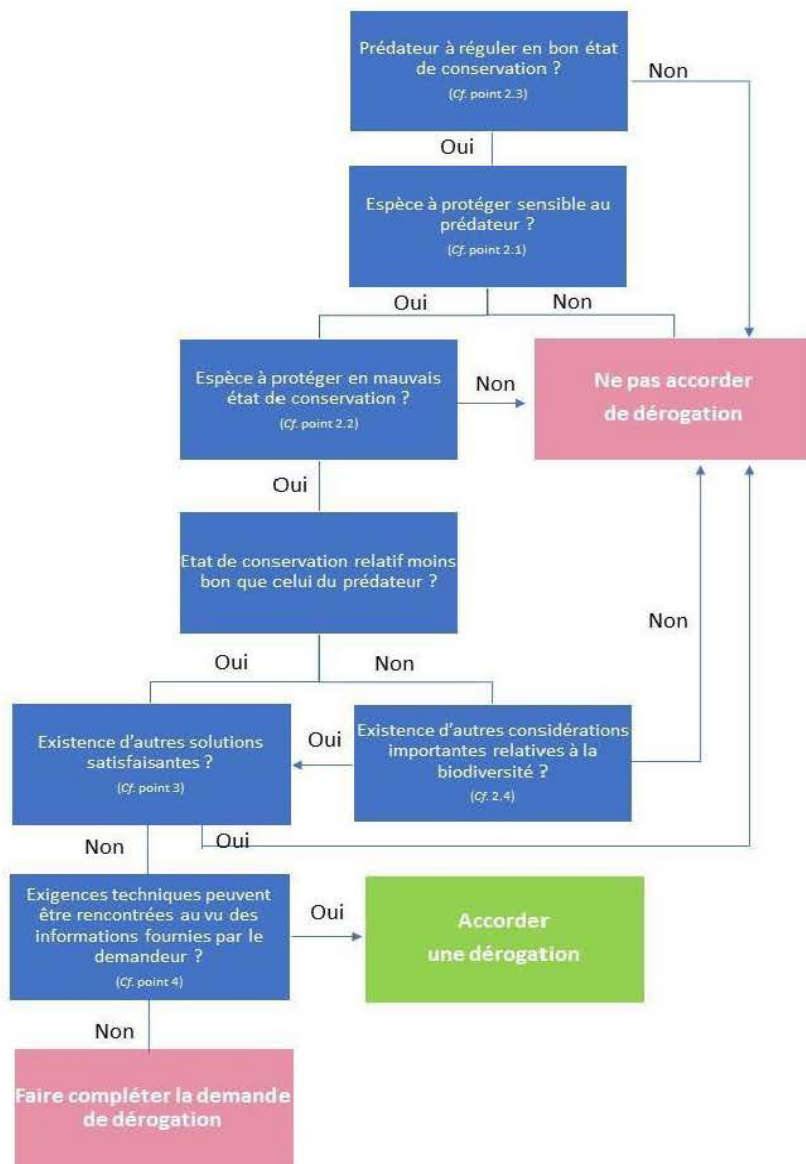 Prédateur à réguler en bon état
de conservation ?
(Cf. point 2.3)
Non
Oui
Espèce à protéger sensible au
prédateur ?
(Cf. point 2.1)
Oui
Non
Espèce à protéger en mauvais
état de conservation ?
(Cf. point 2.2)
Non
Ne pas accorder
de dérogation
Oui
Etat de conservation relatif moins
bon que celui du prédateur ?
Non
Oui
Non
Existence d'autres solutions
satisfaisantes ?
(Cf. point 3)
Oui
Existence d'autres considérations
importantes relatives à la
biodiversité ?
(Cf. 2.4)
Non
Oui
Exigences techniques peuvent
être rencontrées au vu des
informations fournies par le
demandeur ?
(Cf. point 4)
Oui
Accorder
une dérogation
Non
Faire compléter la demande
de dérogation